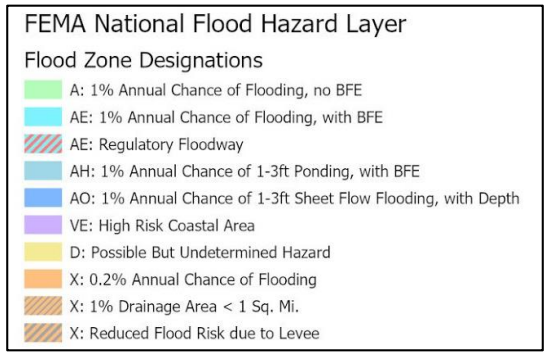 FEMA National Flood Hazard Layer
Flood Zone Designations
A: 1% Annual Chance of Flooding, no BFE
AE: 1% Annual Chance of Flooding, with BFE
AE: Regulatory Floodway
AH: 1% Annual Chance of 1-3ft Ponding, with BFE
AO: 1% Annual Chance of 1-3ft Sheet Flow Flooding, with Depth
VE: High Risk Coastal Area
D: Possible But Undetermined Hazard
X: 0.2% Annual Chance of Flooding
X: 1% Drainage Area < 1 Sq. Mi.
X: Reduced Flood Risk due to Levee